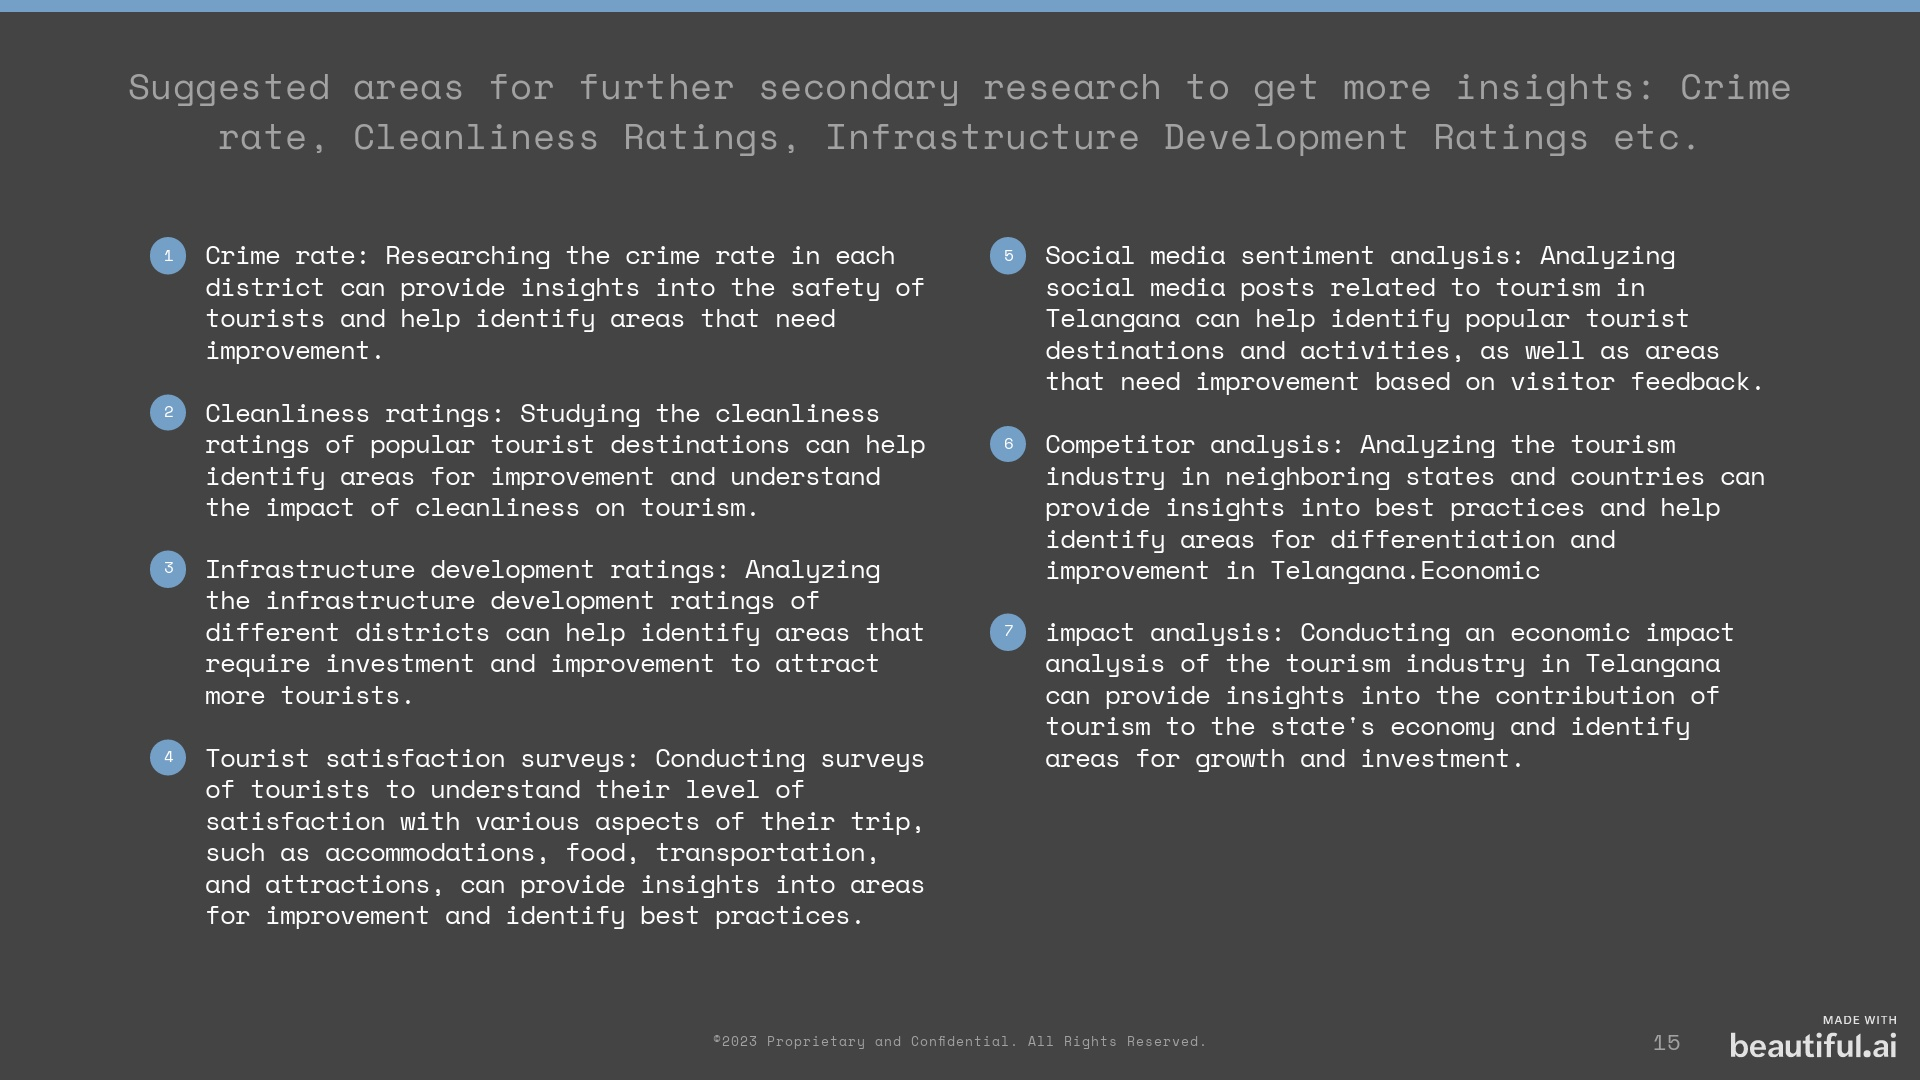 Suggested areas for further secondary research to get more insights: Crime
rate, Cleanliness Ratings, Infrastructure Development Ratings etc.
1
Crime rate: Researching the crime rate in each
district can provide insights into the safety of
tourists and help identify areas that need
improvement.
2
Cleanliness ratings: Studying the cleanliness
ratings of popular tourist destinations can help
identify areas for improvement and understand
the impact of cleanliness on tourism.
3
Infrastructure development ratings: Analyzing
the infrastructure development ratings of
different districts can help identify areas that
require investment and improvement to attract
more tourists.
4
Tourist satisfaction surveys: Conducting surveys
of tourists to understand their level of
satisfaction with various aspects of their trip,
such as accommodations, food, transportation,
and attractions, can provide insights into areas
for improvement and identify best practices.
5
Social media sentiment analysis: Analyzing
social media posts related to tourism in
Telangana can help identify popular tourist
destinations and activities, as well as areas
that need improvement based on visitor feedback.
6
Competitor analysis: Analyzing the tourism
industry in neighboring states and countries can
provide insights into best practices and help
identify areas for differentiation and
improvement in Telangana.Economic
7
impact analysis: Conducting an economic impact
analysis of the tourism industry in Telangana
can provide insights into the contribution of
tourism to the state's economy and identify
areas for growth and investment.
©2023 Proprietary and Confidential. All Rights Reserved.
15
MADE WITH
beautiful.ai